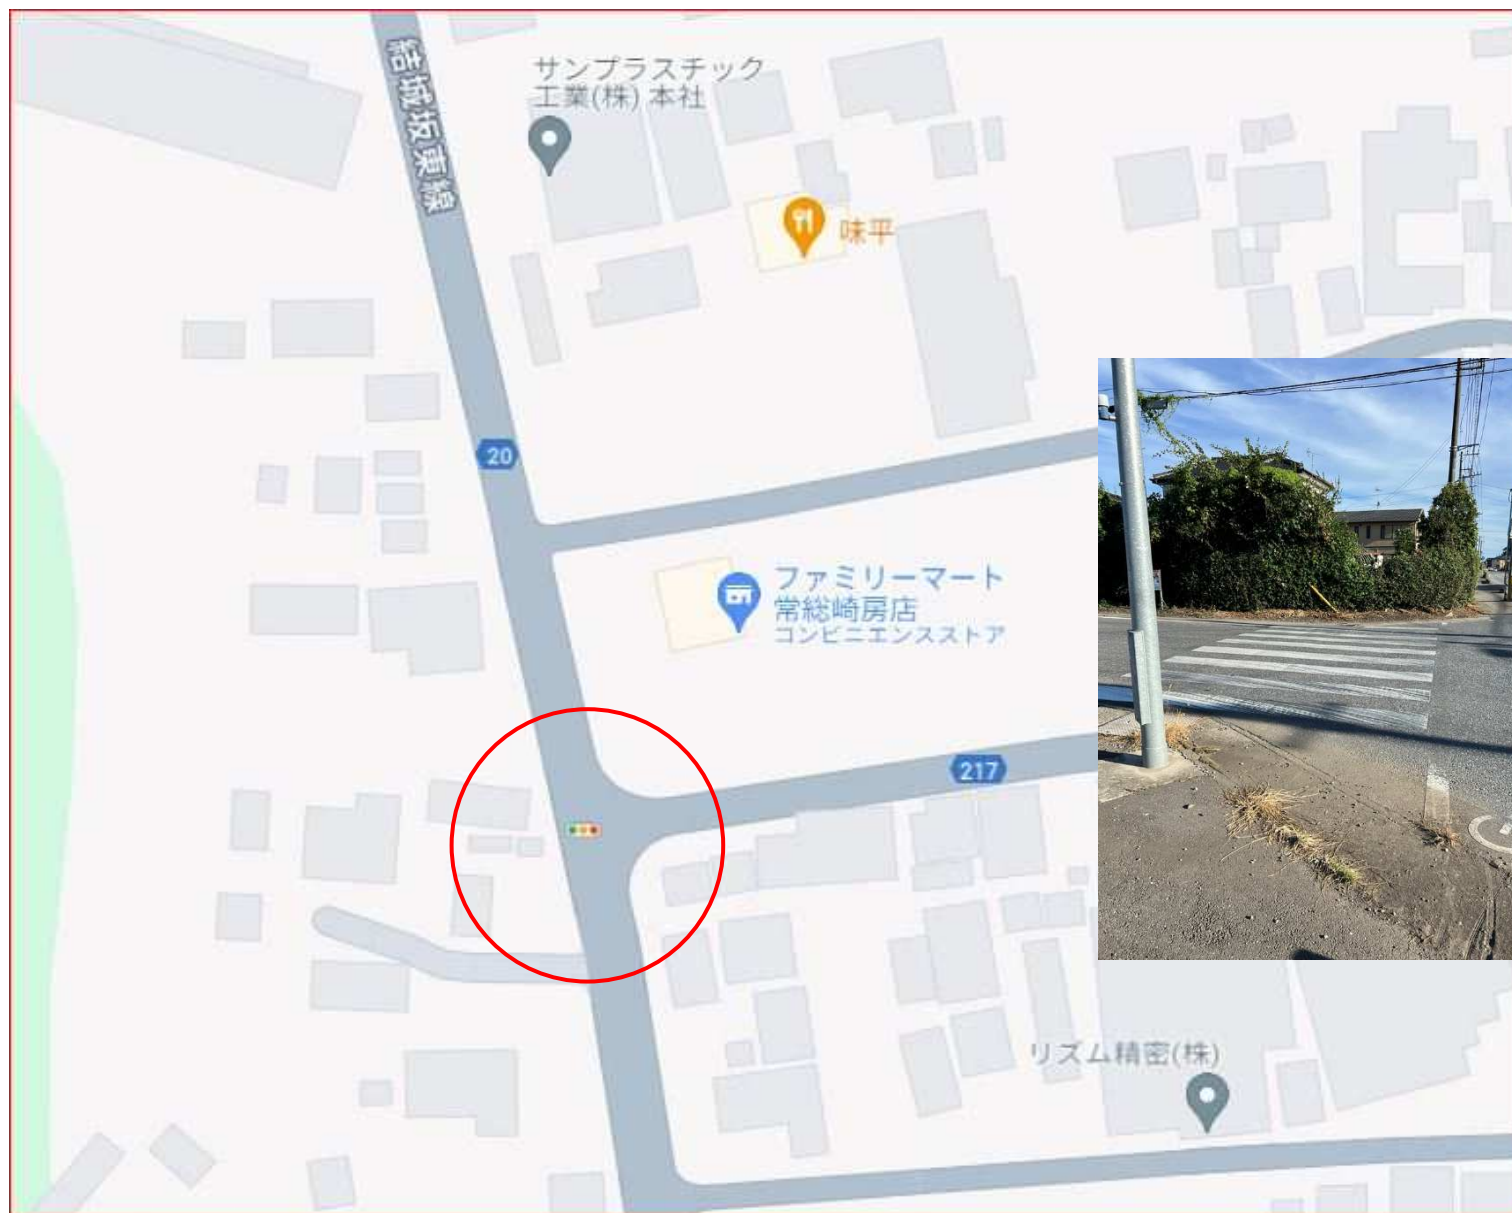 結城坂東線
サンプラスチック
工業(株) 本社
味平
20
ファミリーマート
常総崎房店
コンビニエンスストア
217
リズム精密(株)